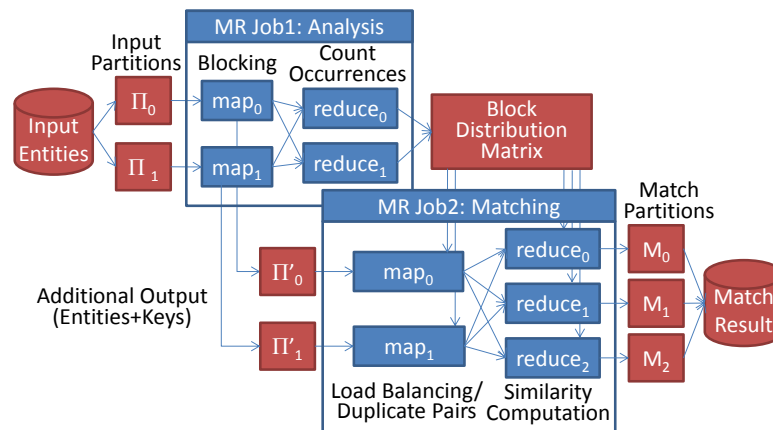 MR Job1: Analysis
Input
Partitions
Blocking
Count
Occurrences
Input
Entities
Π₀
Π₁
map₀
map₁
reduce₀
reduce₁
Block
Distribution
Matrix
MR Job2: Matching
Match
Partitions
Additional Output
(Entities+Keys)
Π'₀
Π'₁
map₀
map₁
reduce₀
reduce₁
reduce₂
M₀
M₁
M₂
Match
Result
Load Balancing/
Duplicate Pairs
Similarity
Computation